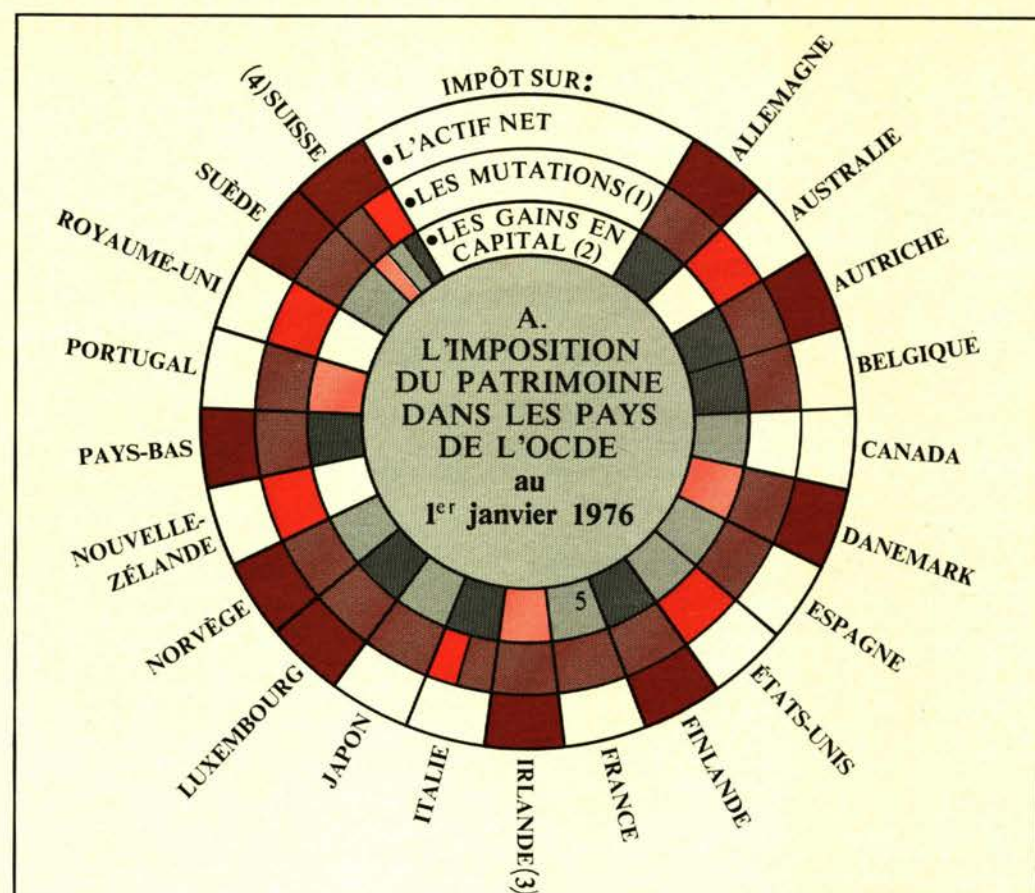 IMPÔT SUR:
•L'ACTIF NET
•LES MUTATIONS(1)
•LES GAINS EN
CAPITAL (2)
A.
L'IMPOSITION
DU PATRIMOINE
DANS LES PAYS
DE L'OCDE
au
1er janvier 1976
ALLEMAGNE
AUSTRALIE
AUTRICHE
BELGIQUE
CANADA
DANEMARK
ESPAGNE
ÉTATS-UNIS
FINLANDE
FRANCE
5
IRLANDE(3)
ITALIE
JAPON
LUXEMBOURG
NORVÈGE
NOUVELLE-
ZÉLANDE
PAYS-BAS
PORTUGAL
ROYAUME-UNI
SUÈDE
(4)SUISSE